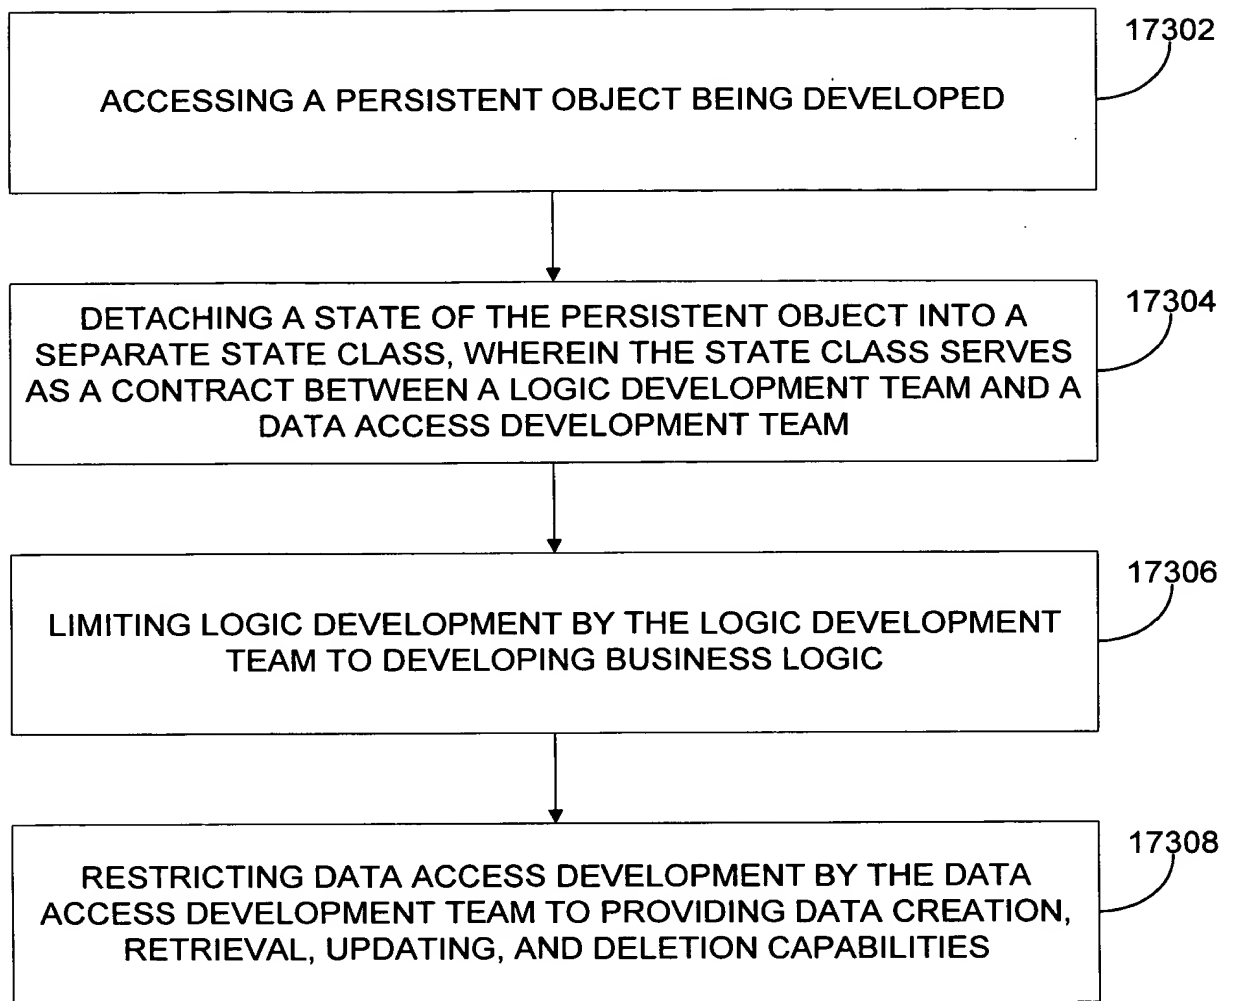 17302
ACCESSING A PERSISTENT OBJECT BEING DEVELOPED
17304
DETACHING A STATE OF THE PERSISTENT OBJECT INTO A
SEPARATE STATE CLASS, WHEREIN THE STATE CLASS SERVES
AS A CONTRACT BETWEEN A LOGIC DEVELOPMENT TEAM AND A
DATA ACCESS DEVELOPMENT TEAM
17306
LIMITING LOGIC DEVELOPMENT BY THE LOGIC DEVELOPMENT
TEAM TO DEVELOPING BUSINESS LOGIC
17308
RESTRICTING DATA ACCESS DEVELOPMENT BY THE DATA
ACCESS DEVELOPMENT TEAM TO PROVIDING DATA CREATION,
RETRIEVAL, UPDATING, AND DELETION CAPABILITIES